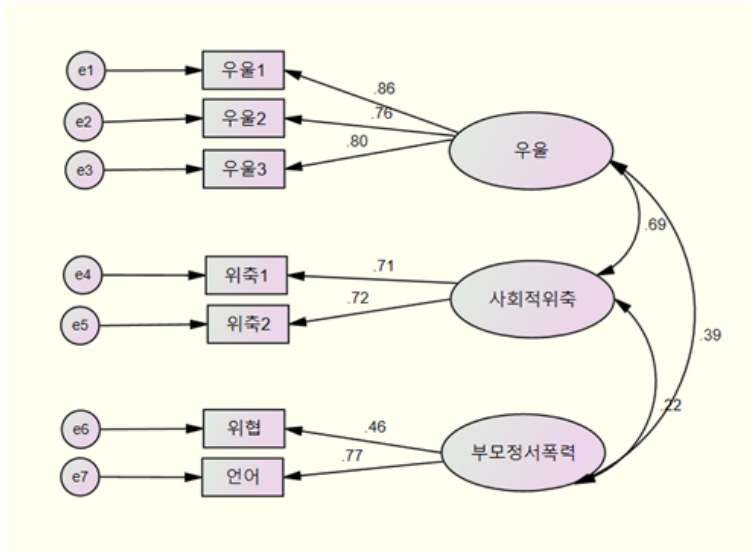 e1
우울1
.86
e2
우울2
.76
e3
우울3
.80
우울
.69
e4
위축1
.71
e5
위축2
.72
사회적위축
.39
.22
e6
위협
.46
e7
언어
.77
부모정서폭력